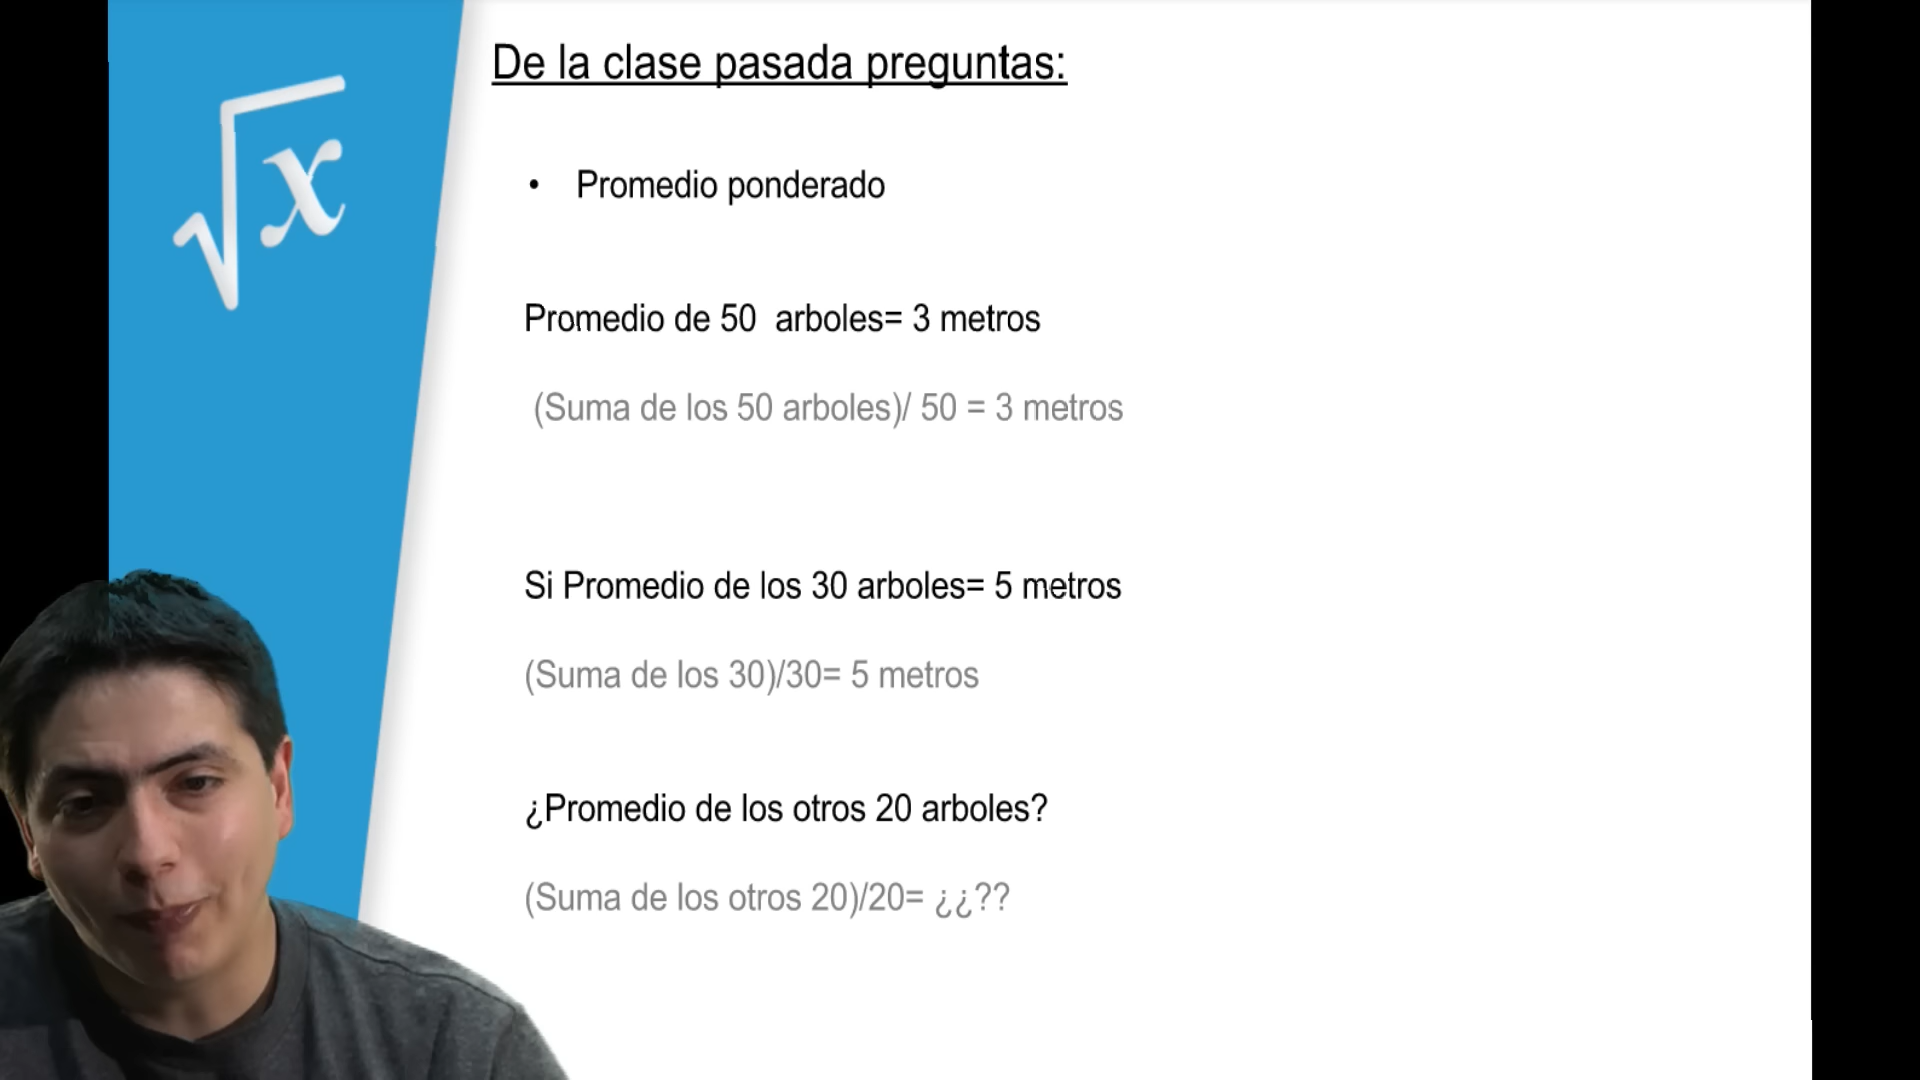 De la clase pasada preguntas:
√x
• Promedio ponderado
Promedio de 50 arboles= 3 metros
(Suma de los 50 arboles)/ 50 = 3 metros
Si Promedio de los 30 arboles= 5 metros
(Suma de los 30)/30= 5 metros
¿Promedio de los otros 20 arboles?
(Suma de los otros 20)/20= ¿¿??